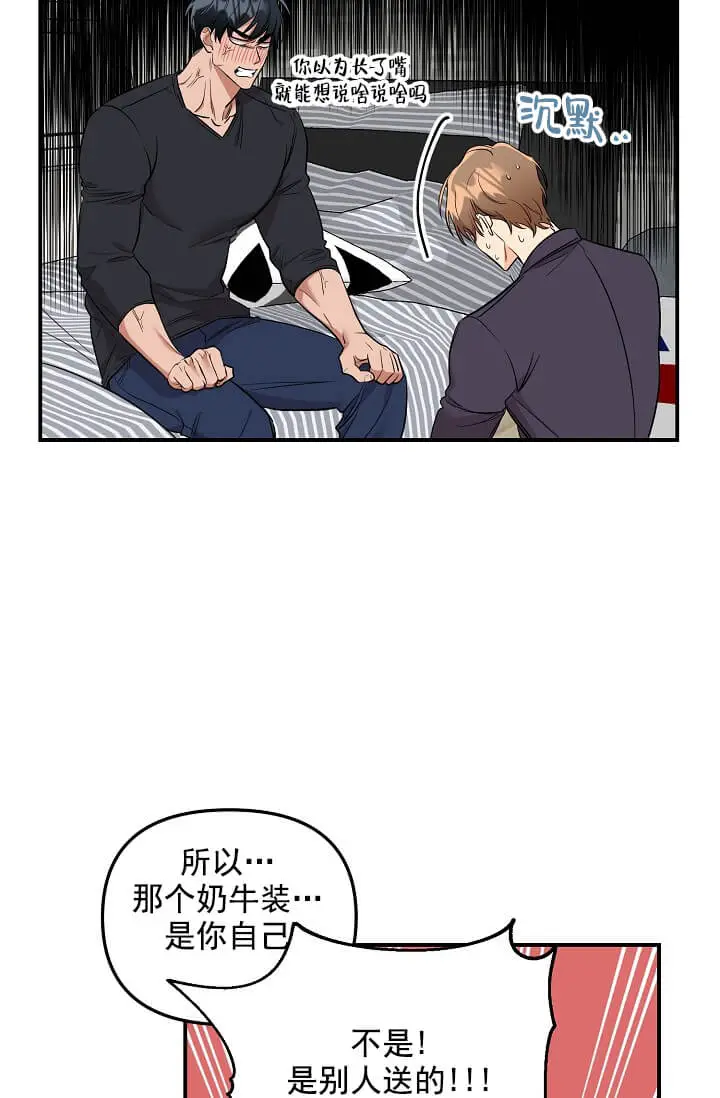 你以为长了嘴
就能想说啥说啥吗
沉默..
所以…
那个奶牛装…
是你自己
不是!
是别人送的!!!